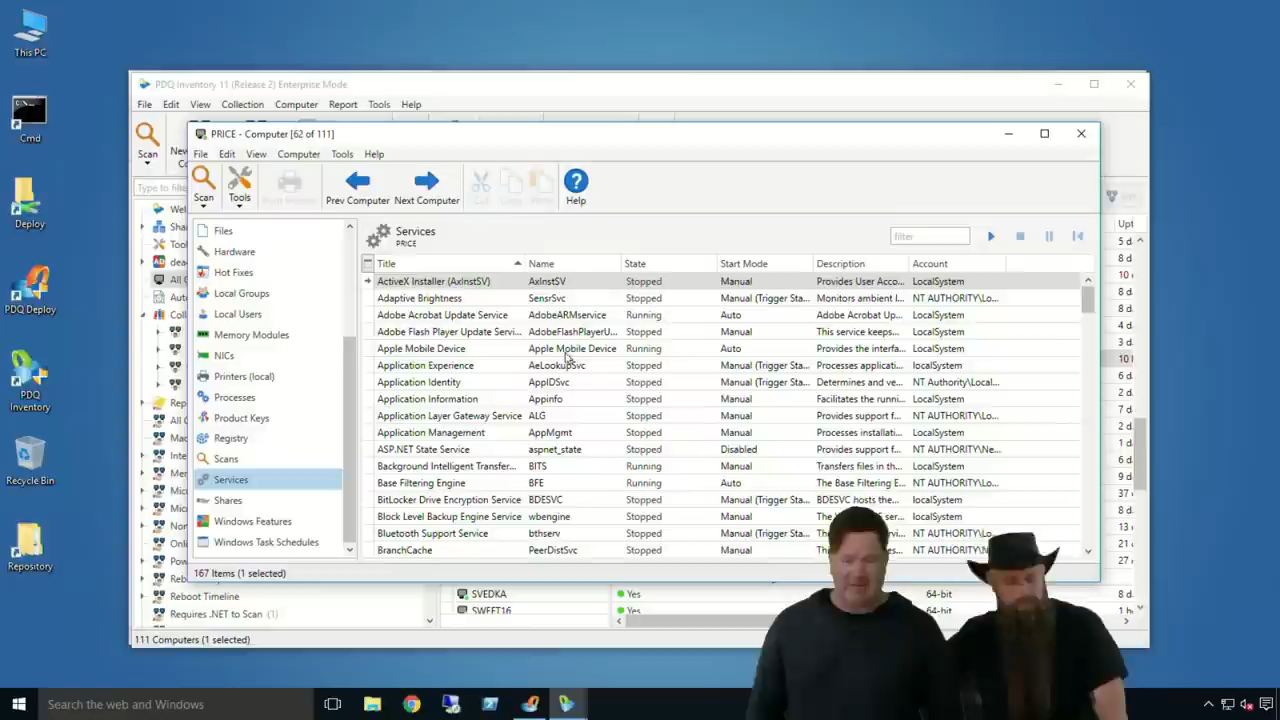 This PC
Cmd
Deploy
PDQ Deploy
PDQ
Inventory
Recycle Bin
Repository
PDQ Inventory 11 (Release 2) Enterprise Mode
File Edit View Collection Computer Report Tools Help
Scan
PRICE - Computer [62 of 111]
File Edit View Computer Tools Help
Scan Tools Prev Computer Next Computer Help
Type to filte
Files
Hardware
Hot Fixes
Local Groups
Local Users
Memory Modules
NICs
Printers (local)
Processes
Product Keys
Registry
Scans
Services
Shares
Windows Features
Windows Task Schedules
Services
PRICE
filter
Title Name State Start Mode Description Account
ActiveX Installer (AxInstSV) AxInstSV Stopped Manual Provides User Acco... LocalSystem
Adaptive Brightness SensrSvc Stopped Manual (Trigger Sta... Monitors ambient l... NT AUTHORITY\Lo...
Adobe Acrobat Update Service AdobeARMservice Running Auto Adobe Acrobat Upd... LocalSystem
Adobe Flash Player Update Servi... AdobeFlashPlayerU... Stopped Manual This service keeps... LocalSystem
Apple Mobile Device Apple Mobile Device Running Auto Provides the interfa... LocalSystem
Application Experience AeLookupSvc Stopped Manual (Trigger Sta... Processes applicati... localSystem
Application Identity AppIDSvc Stopped Manual (Trigger Sta... Determines and ve... NT Authority\Local...
Application Information Appinfo Stopped Manual Facilitates the runni... LocalSystem
Application Layer Gateway Service ALG Stopped Manual Provides support f... NT AUTHORITY\Lo...
Application Management AppMgmt Stopped Manual Processes installati... LocalSystem
ASP.NET State Service aspnet_state Stopped Disabled Provides support f... NT AUTHORITY\Ne...
Background Intelligent Transfer... BITS Running Manual Transfers files in th... LocalSystem
Base Filtering Engine BFE Running Auto The Base Filtering E... NT AUTHORITY\Lo...
BitLocker Drive Encryption Service BDESVC Stopped Manual (Trigger Sta... BDESVC hosts the... localSystem
Block Level Backup Engine Service wbengine Stopped Manual localSystem
Bluetooth Support Service bthserv Stopped Manual (Trigger Sta... NT AUTHORITY\Lo...
BranchCache PeerDistSvc Stopped Manual
167 Items (1 selected)
Reboot Timeline
Requires .NET to Scan (1)
SVEDKA Yes 64-bit
SWEET16 Yes 64-bit
111 Computers (1 selected)
Search the web and Windows